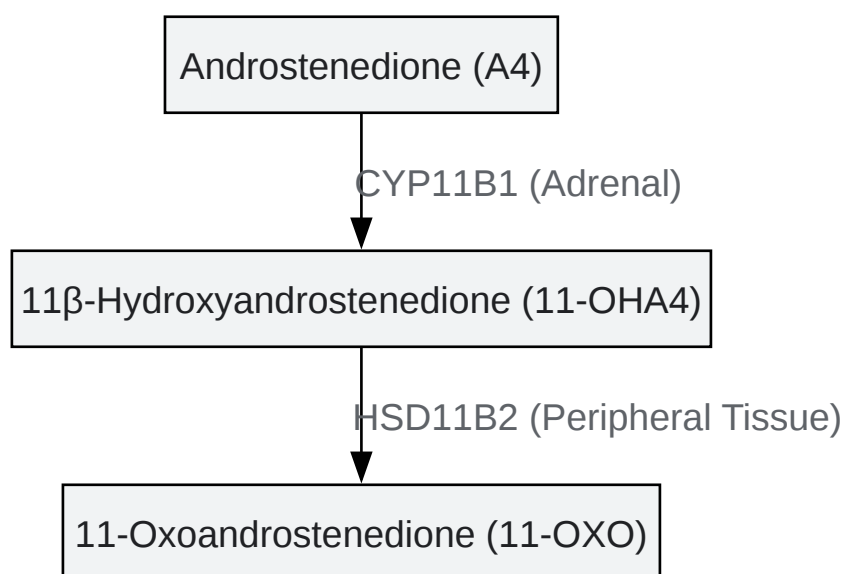 Androstenedione (A4)
CYP11B1 (Adrenal)
11β-Hydroxyandrostenedione (11-OHA4)
HSD11B2 (Peripheral Tissue)
11-Oxoandrostenedione (11-OXO)